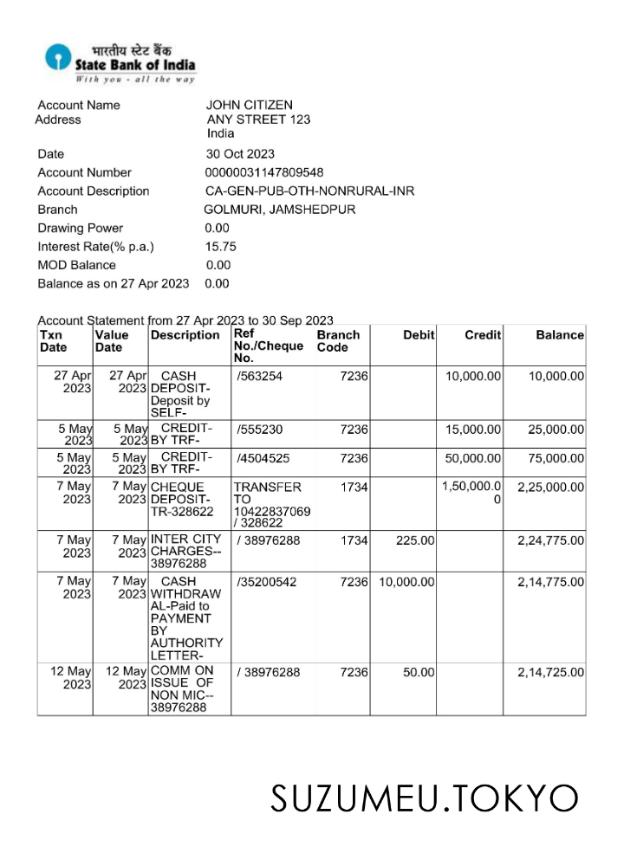 भारतीय स्टेट बैंक
State Bank of India
With you - all the way
Account Name JOHN CITIZEN
Address ANY STREET 123
India
Date 30 Oct 2023
Account Number 00000031147809548
Account Description CA-GEN-PUB-OTH-NONRURAL-INR
Branch GOLMURI, JAMSHEDPUR
Drawing Power 0.00
Interest Rate(% p.a.) 15.75
MOD Balance 0.00
Balance as on 27 Apr 2023 0.00
Account Statement from 27 Apr 2023 to 30 Sep 2023
Txn Value Description Ref Branch Debit Credit Balance
Date Date No./Cheque Code
No.
27 Apr 27 Apr CASH /563254 7236 10,000.00 10,000.00
2023 2023 DEPOSIT-
Deposit by
SELF-
5 May 5 May CREDIT- /555230 7236 15,000.00 25,000.00
2023 2023 BY TRF-
5 May 5 May CREDIT- /4504525 7236 50,000.00 75,000.00
2023 2023 BY TRF-
7 May 7 May CHEQUE TRANSFER 1734 1,50,000.0 2,25,000.00
2023 2023 DEPOSIT- TO 0
TR-328622 10422837069
/ 328622
7 May 7 May INTER CITY / 38976288 1734 225.00 2,24,775.00
2023 2023 CHARGES--
38976288
7 May 7 May CASH /35200542 7236 10,000.00 2,14,775.00
2023 2023 WITHDRAW
AL-Paid to
PAYMENT
BY
AUTHORITY
LETTER-
12 May 12 May COMM ON / 38976288 7236 50.00 2,14,725.00
2023 2023 ISSUE OF
NON MIC--
38976288
SUZUMEU.TOKYO